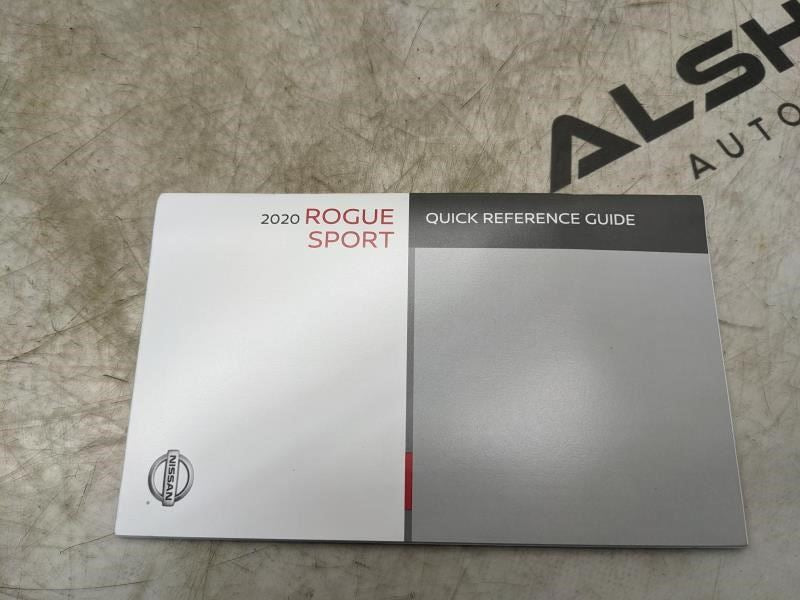 ALSH
AUTO
2020 ROGUE
SPORT
QUICK REFERENCE GUIDE
NISSAN